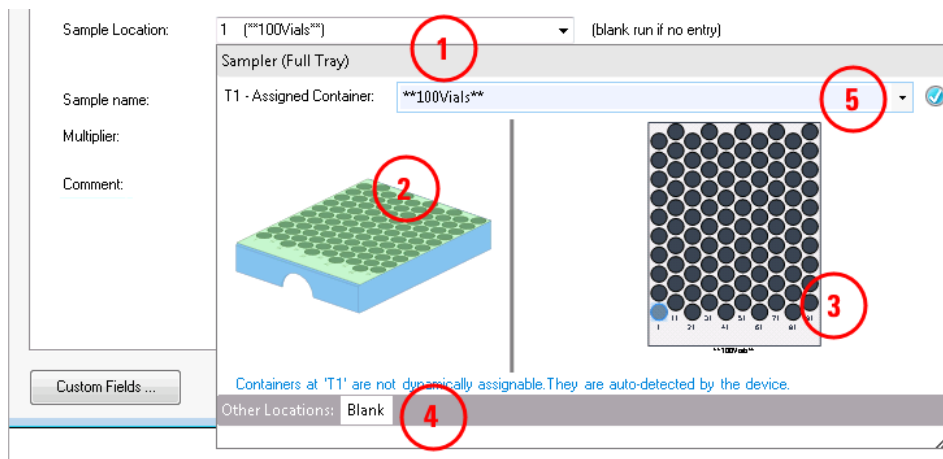 Sample Location:
1 (**100Vials**)
(blank run if no entry)
1
Sampler (Full Tray)
Sample name:
T1 - Assigned Container:
**100Vials**
5
Multiplier:
Comment:
2
3
1 11 21 31 41 51 61 71 81 91
**100Vials**
Custom Fields ...
Containers at 'T1' are not dynamically assignable.They are auto-detected by the device.
Other Locations:
Blank
4